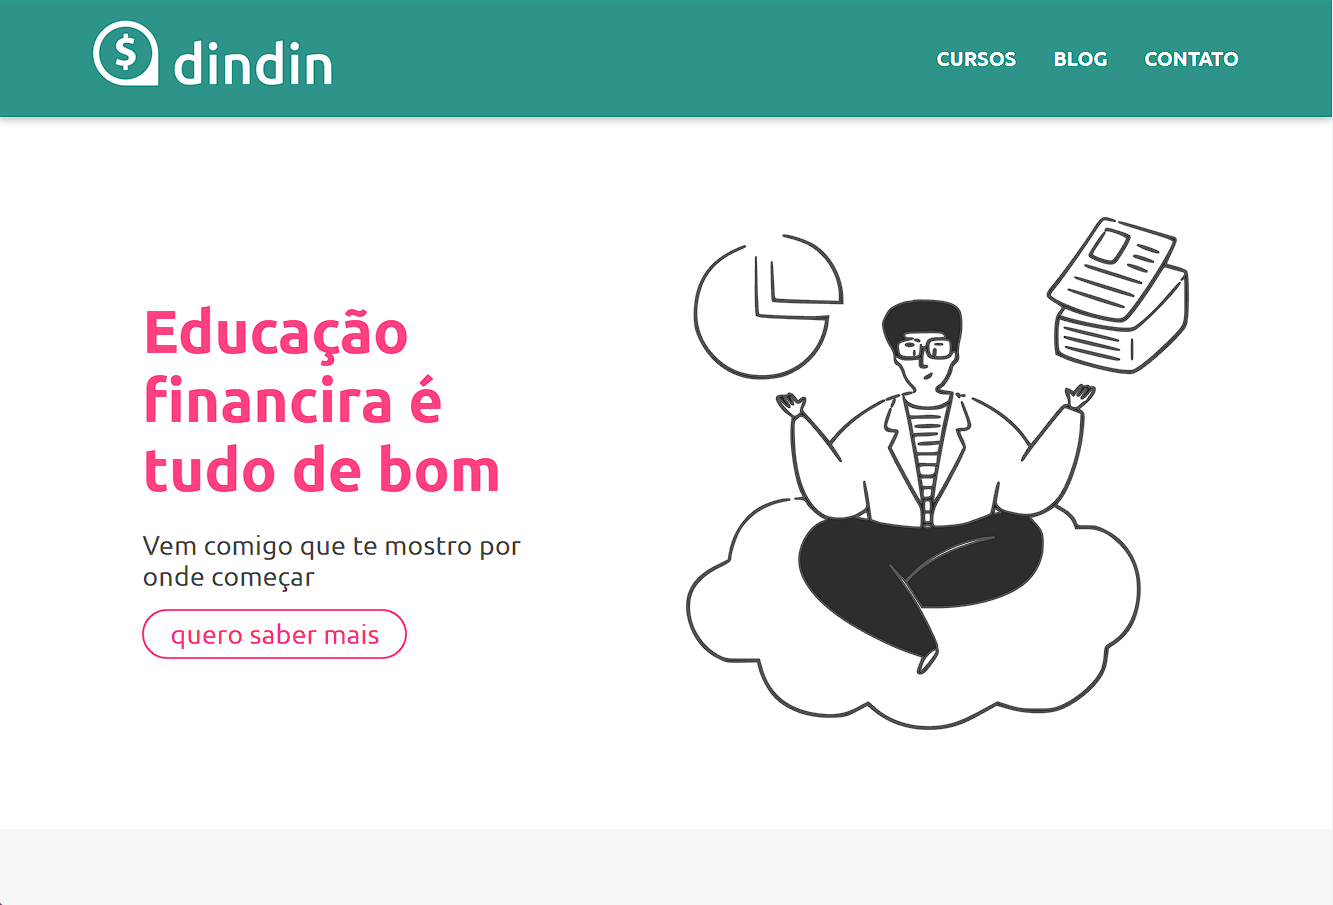 $ dindin
CURSOS BLOG CONTATO
Educação
financira é
tudo de bom
Vem comigo que te mostro por
onde começar
quero saber mais